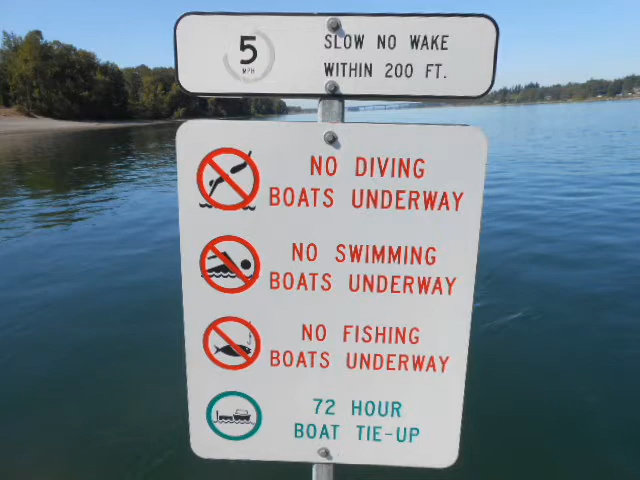 5
MPH
SLOW NO WAKE
WITHIN 200 FT.
NO DIVING
BOATS UNDERWAY
NO SWIMMING
BOATS UNDERWAY
NO FISHING
BOATS UNDERWAY
72 HOUR
BOAT TIE-UP